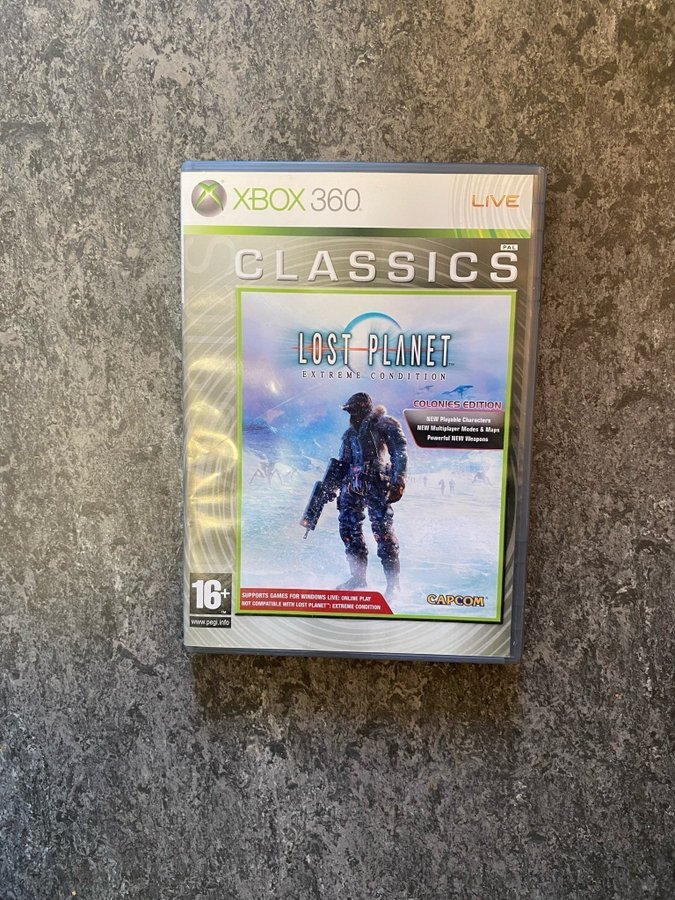 XBOX 360
LIVE
PAL
CLASSICS
LOST PLANET™
EXTREME CONDITION
COLONIES EDITION
NEW Playable Characters
NEW Multiplayer Modes & Maps
Powerful NEW Weapons
16+
™
www.pegi.info
SUPPORTS GAMES FOR WINDOWS LIVE: ONLINE PLAY
NOT COMPATIBLE WITH LOST PLANET™: EXTREME CONDITION
CAPCOM